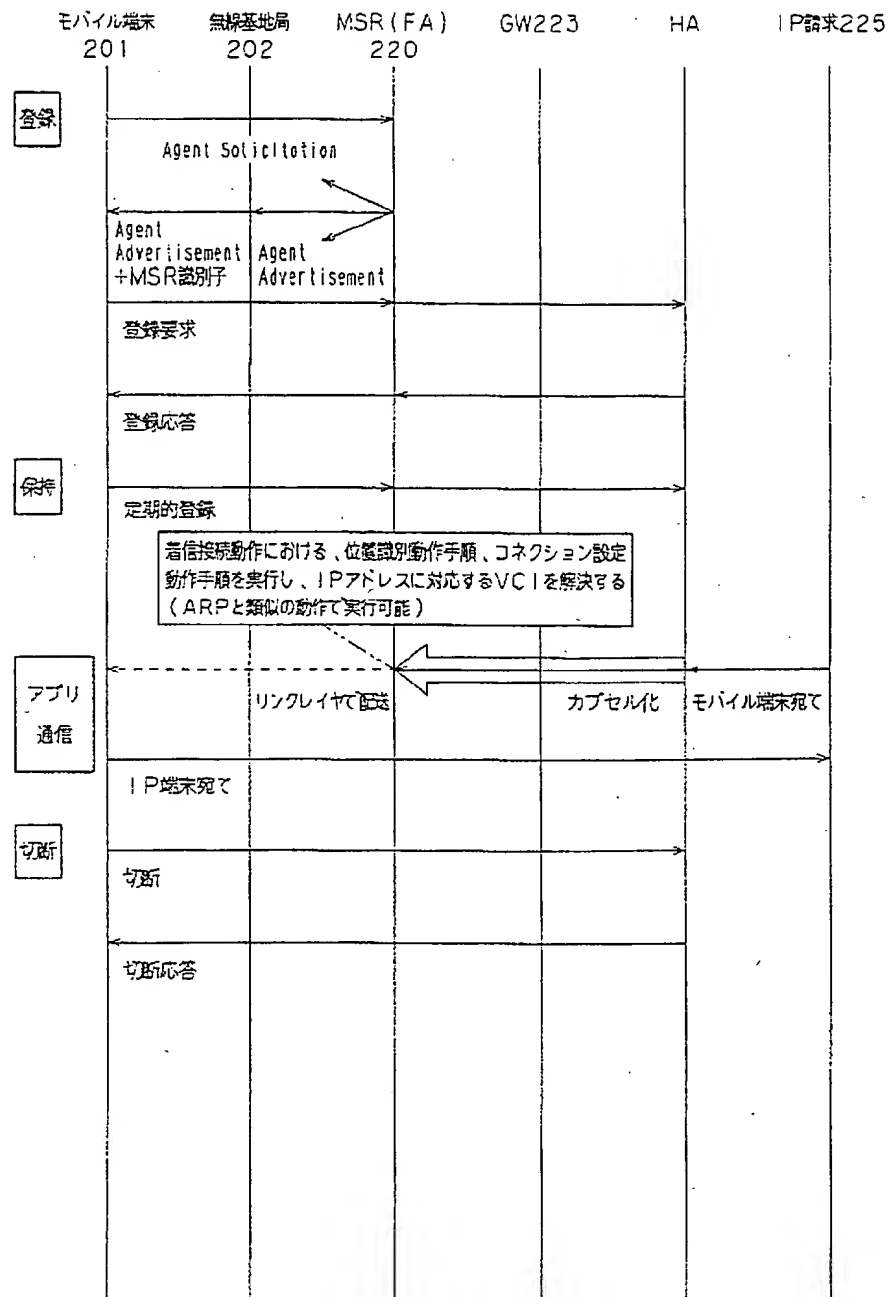 モバイル端末 無線基地局 MSR(FA) GW223 HA IP請求225
201 202 220
登録
Agent Solicitation
Agent
Advertisement
+MSR識別子
Agent
Advertisement
登録要求
登録応答
保持
定期的登録
着信接続動作における、位置識別動作手順、コネクション設定
動作手順を実行し、IPアドレスに対応するVCIを解決する
(ARPと類似の動作で実行可能)
アプリ
通信
リンクレイヤで配送
カプセル化
モバイル端末宛て
IP端末宛て
切断
切断
切断応答